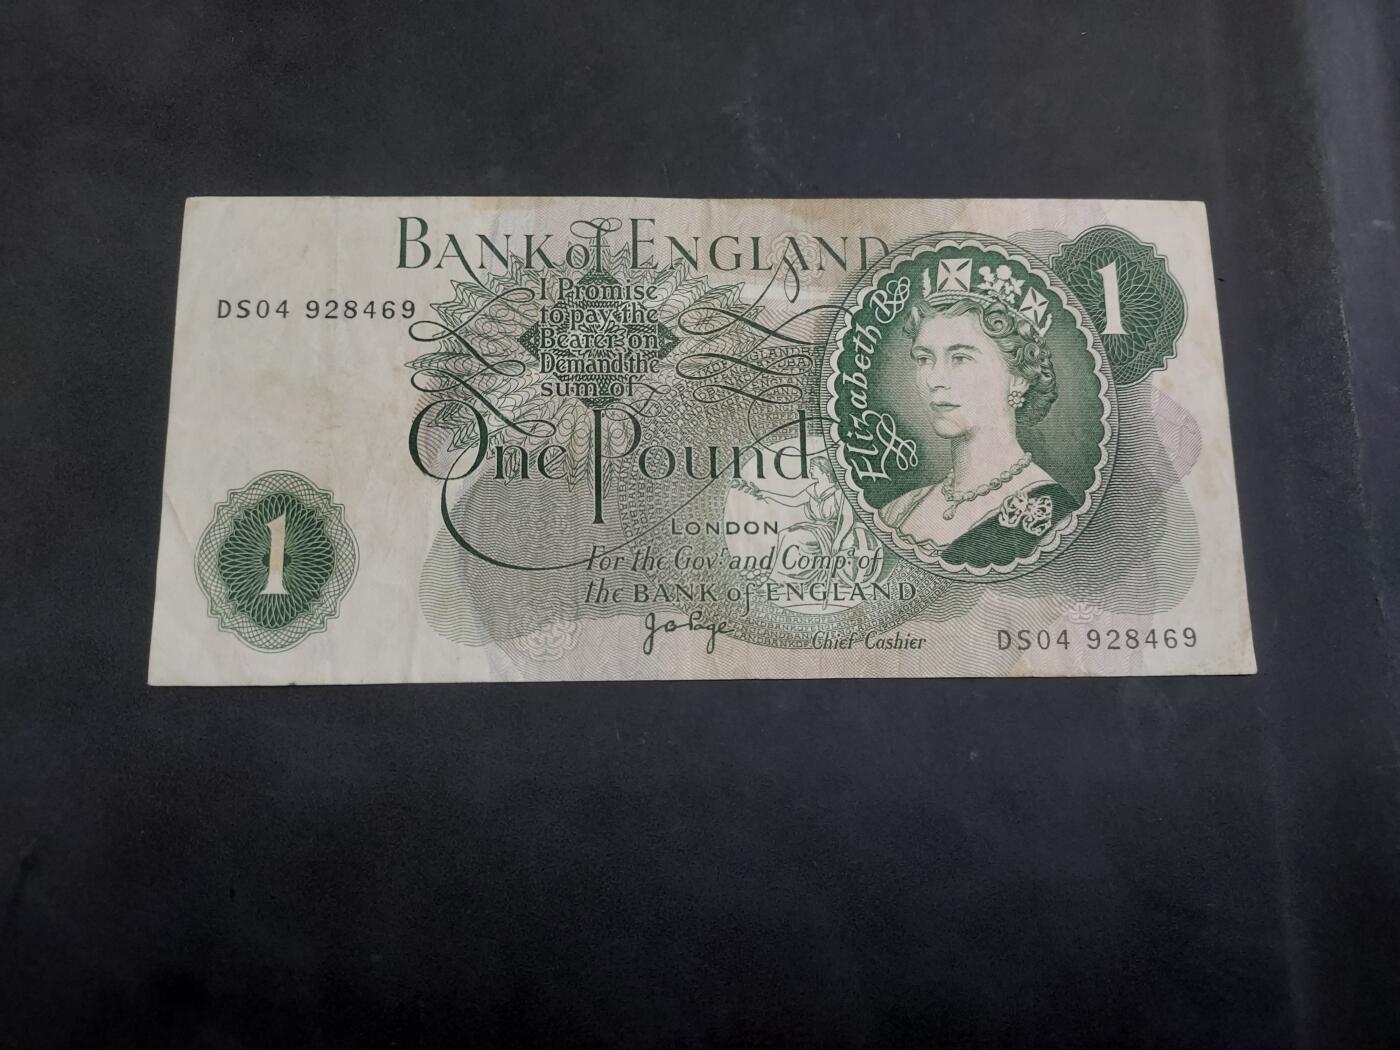 BANK of ENGLAND
DS04 928469
I Promise
to pay the
Bearer on
Demand the
sum of
One Pound
Elizabeth R
1
LONDON
For the Govr. and Compa. of
the BANK of ENGLAND
J B Page
Chief Cashier
1
DS04 928469